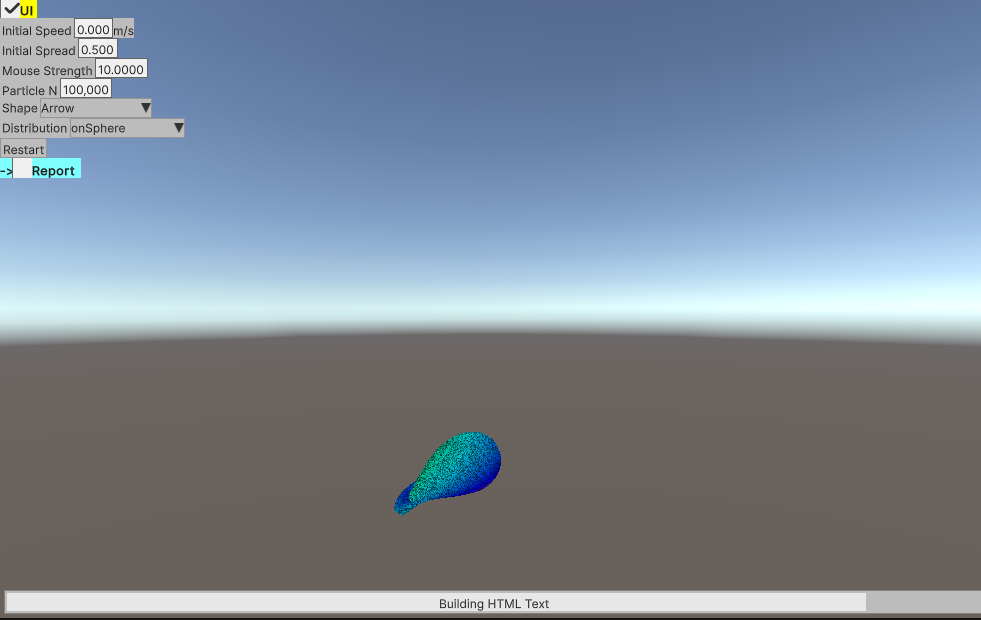 UI
Initial Speed 0.000 m/s
Initial Spread 0.500
Mouse Strength 10.0000
Particle N 100,000
Shape Arrow
Distribution onSphere
Restart
-> Report
Building HTML Text